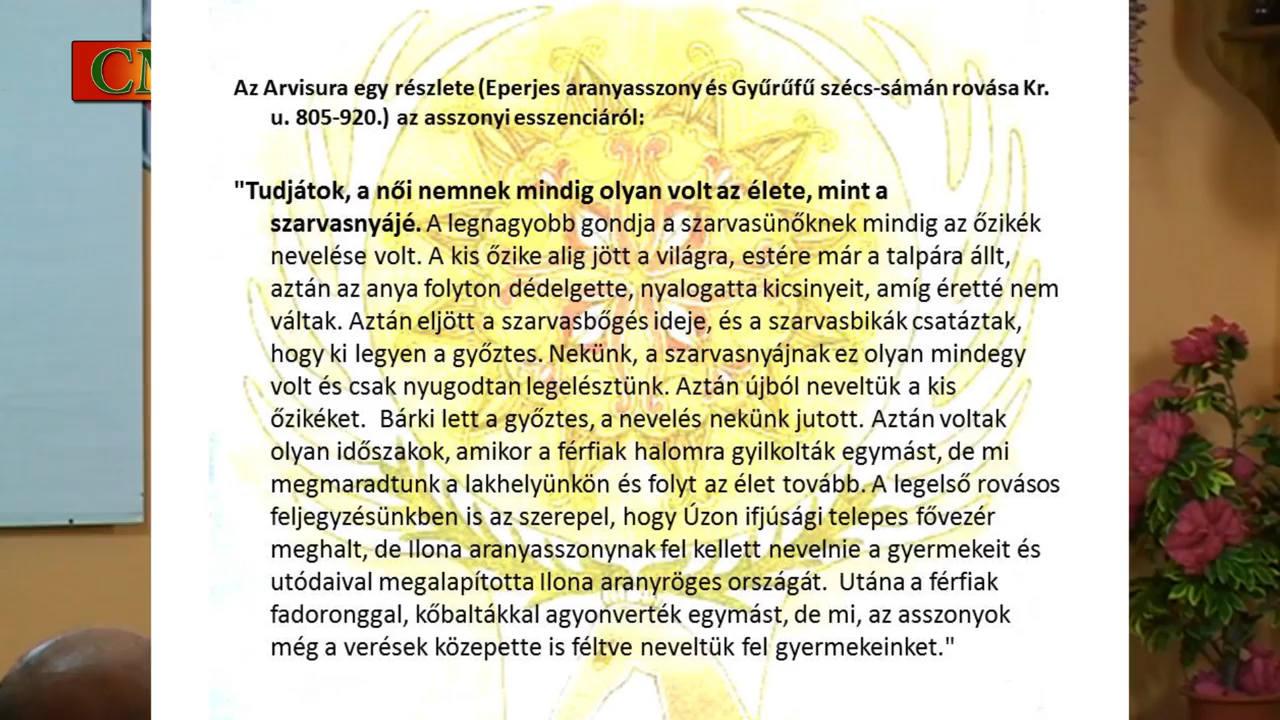 CM
Az Arvisura egy részlete (Eperjes aranyasszony és Gyűrűfű szécs-sámán rovása Kr.
u. 805-920.) az asszonyi esszenciáról:
"Tudjátok, a női nemnek mindig olyan volt az élete, mint a
szarvasnyájé. A legnagyobb gondja a szarvasünőknek mindig az őzikék
nevelése volt. A kis őzike alig jött a világra, estére már a talpára állt,
aztán az anya folyton dédelgette, nyalogatta kicsinyeit, amíg éretté nem
váltak. Aztán eljött a szarvasbőgés ideje, és a szarvasbikák csatáztak,
hogy ki legyen a győztes. Nekünk, a szarvasnyájnak ez olyan mindegy
volt és csak nyugodtan legelésztünk. Aztán újból neveltük a kis
őzikéket. Bárki lett a győztes, a nevelés nekünk jutott. Aztán voltak
olyan időszakok, amikor a férfiak halomra gyilkolták egymást, de mi
megmaradtunk a lakhelyünkön és folyt az élet tovább. A legelső rovásos
feljegyzésünkben is az szerepel, hogy Úzon ifjúsági telepes fővezér
meghalt, de Ilona aranyasszonynak fel kellett nevelnie a gyermekeit és
utódaival megalapította Ilona aranyröges országát. Utána a férfiak
fadoronggal, kőbaltákkal agyonverték egymást, de mi, az asszonyok
még a verések közepette is féltve neveltük fel gyermekeinket."